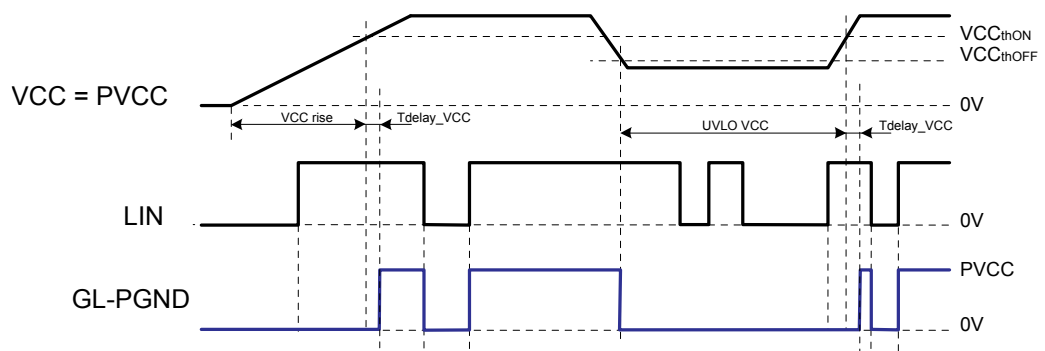 VCCthON
VCCthOFF
VCC = PVCC
0V
VCC rise
Tdelay_VCC
UVLO VCC
Tdelay_VCC
LIN
0V
PVCC
GL-PGND
0V